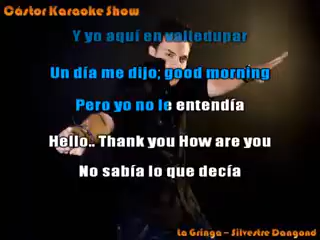 Cástor Karaoke Show
Y yo aquí en valledupar
Un día me dijo; good morning
Pero yo no le entendía
Hello.. Thank you How are you
No sabía lo que decía
La Gringa – Silvestre Dangond